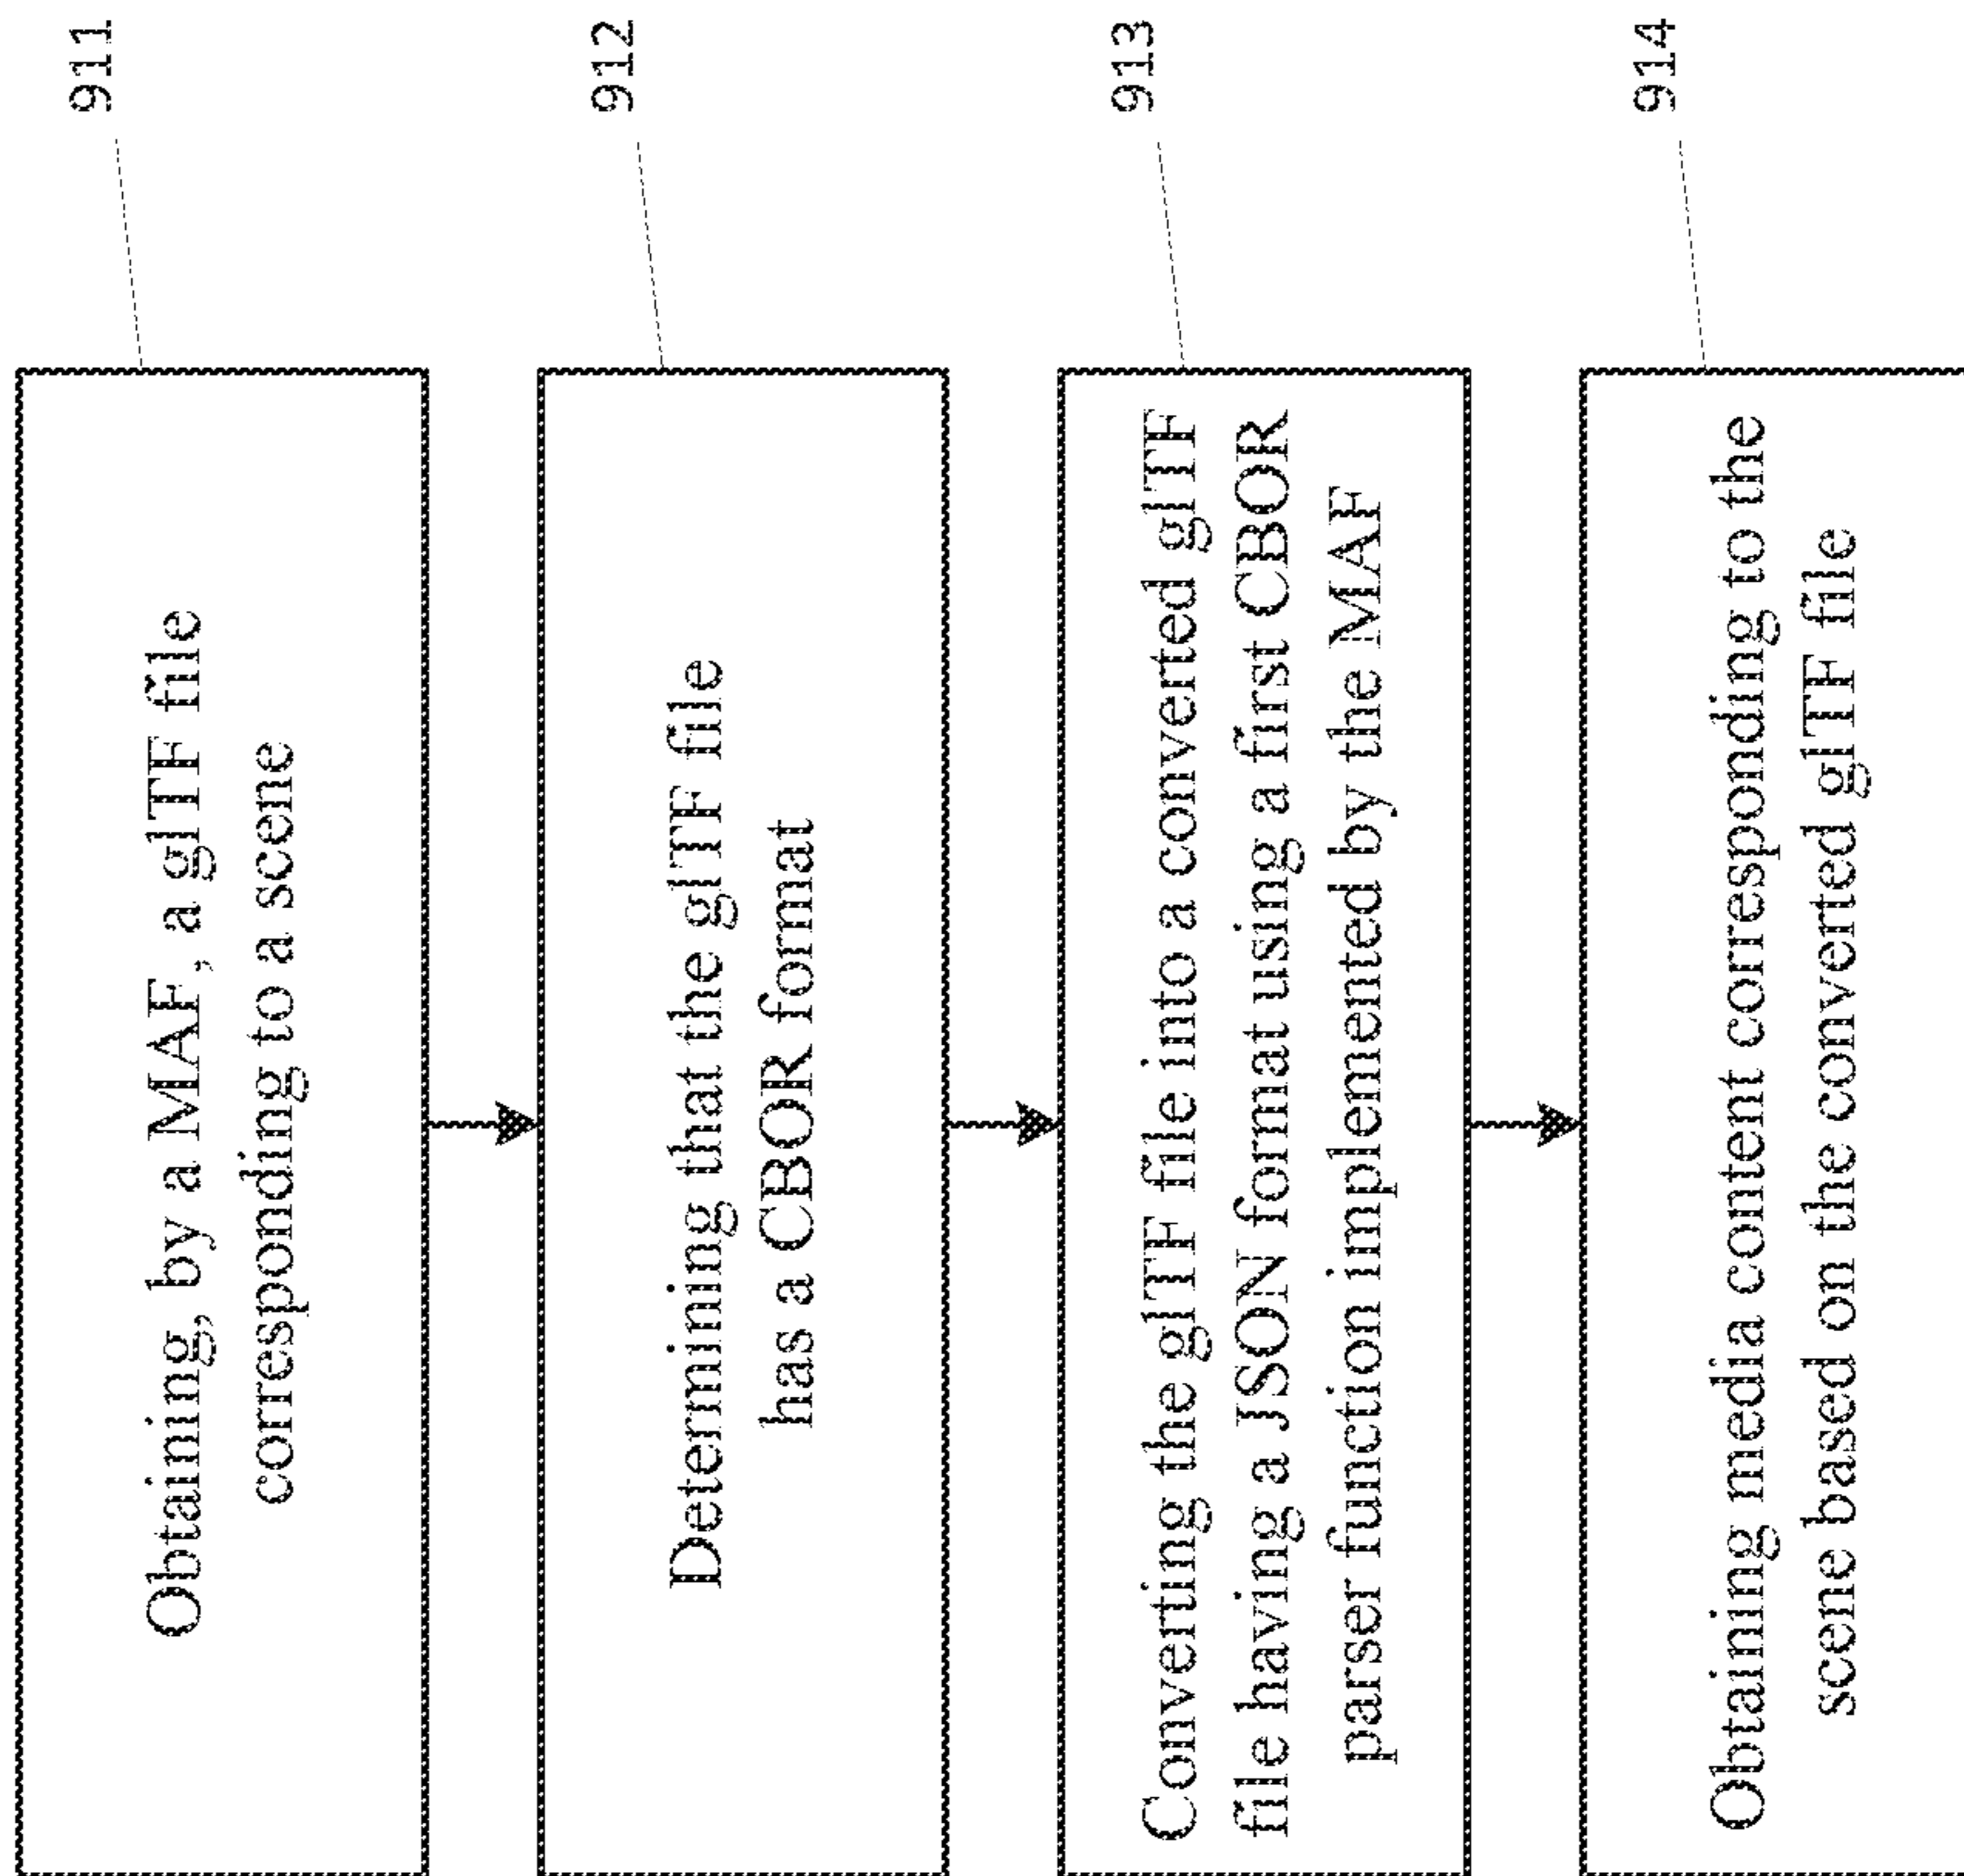 Obtaining, by a MAF, a glTF file
corresponding to a scene
911
Determining that the glTF file
has a CBOR format
912
Converting the glTF file into a converted glTF
file having a JSON format using a first CBOR
parser function implemented by the MAF
913
Obtaining media content corresponding to the
scene based on the converted glTF file
914